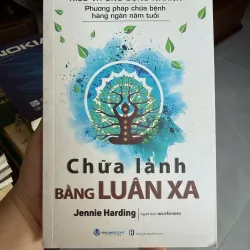 Phương pháp chữa bệnh
hàng ngàn năm tuổi
Chữa lành
BẰNG LUÂN XA
Jennie Harding